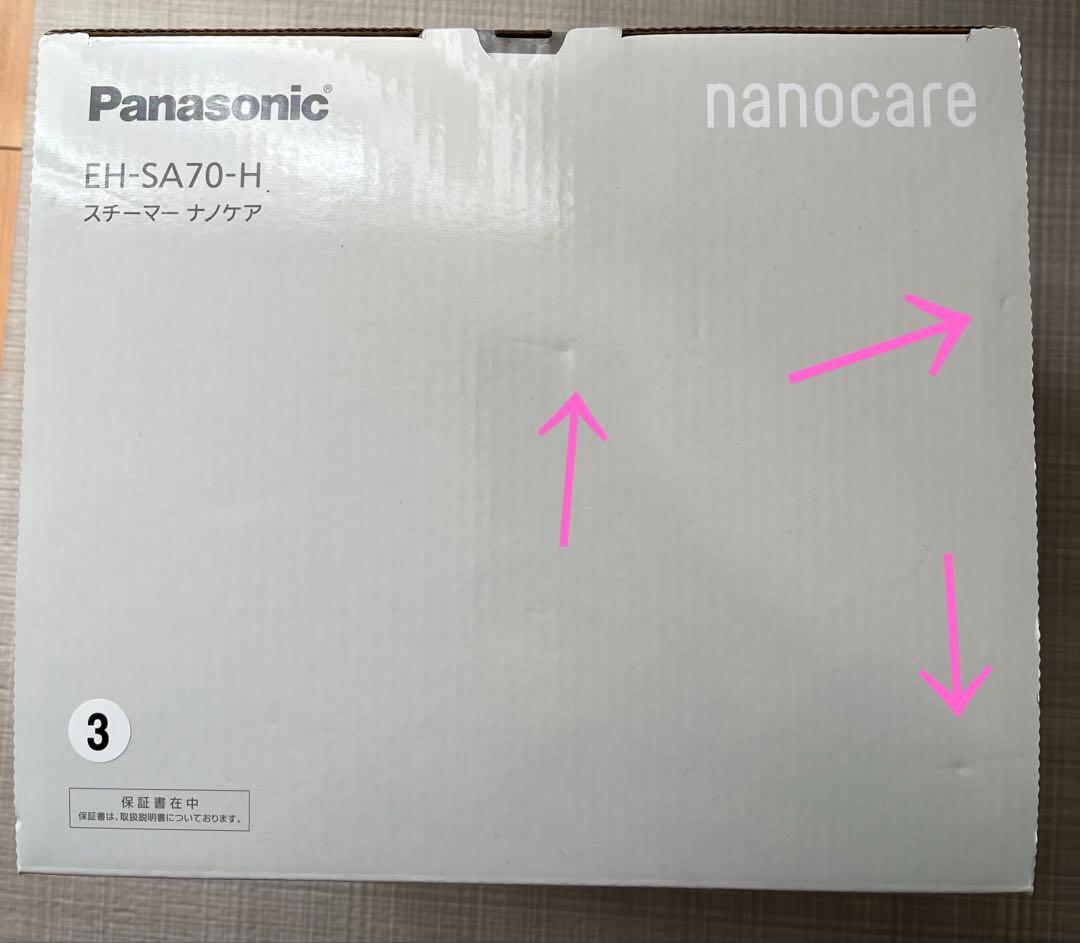 Panasonic®
nanocare
EH-SA70-H
スチーマー ナノケア
3
保証書在中
保証書は、取扱説明書についております。